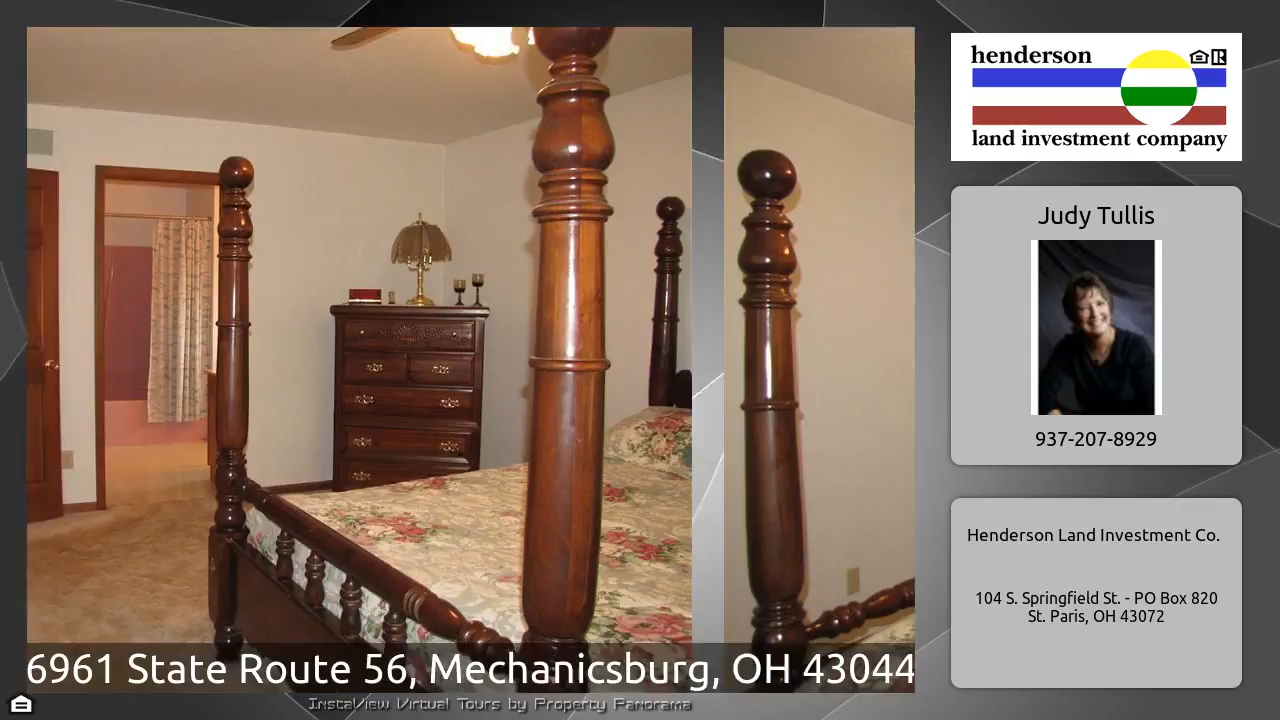 henderson
land investment company
Judy Tullis
937-207-8929
Henderson Land Investment Co.
104 S. Springfield St. - PO Box 820
St. Paris, OH 43072
6961 State Route 56, Mechanicsburg, OH 43044
InstaView Virtual Tours by Property Panorama